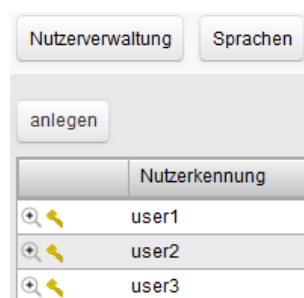 Nutzerverwaltung Sprachen
anlegen
Nutzerkennung
user1
user2
user3